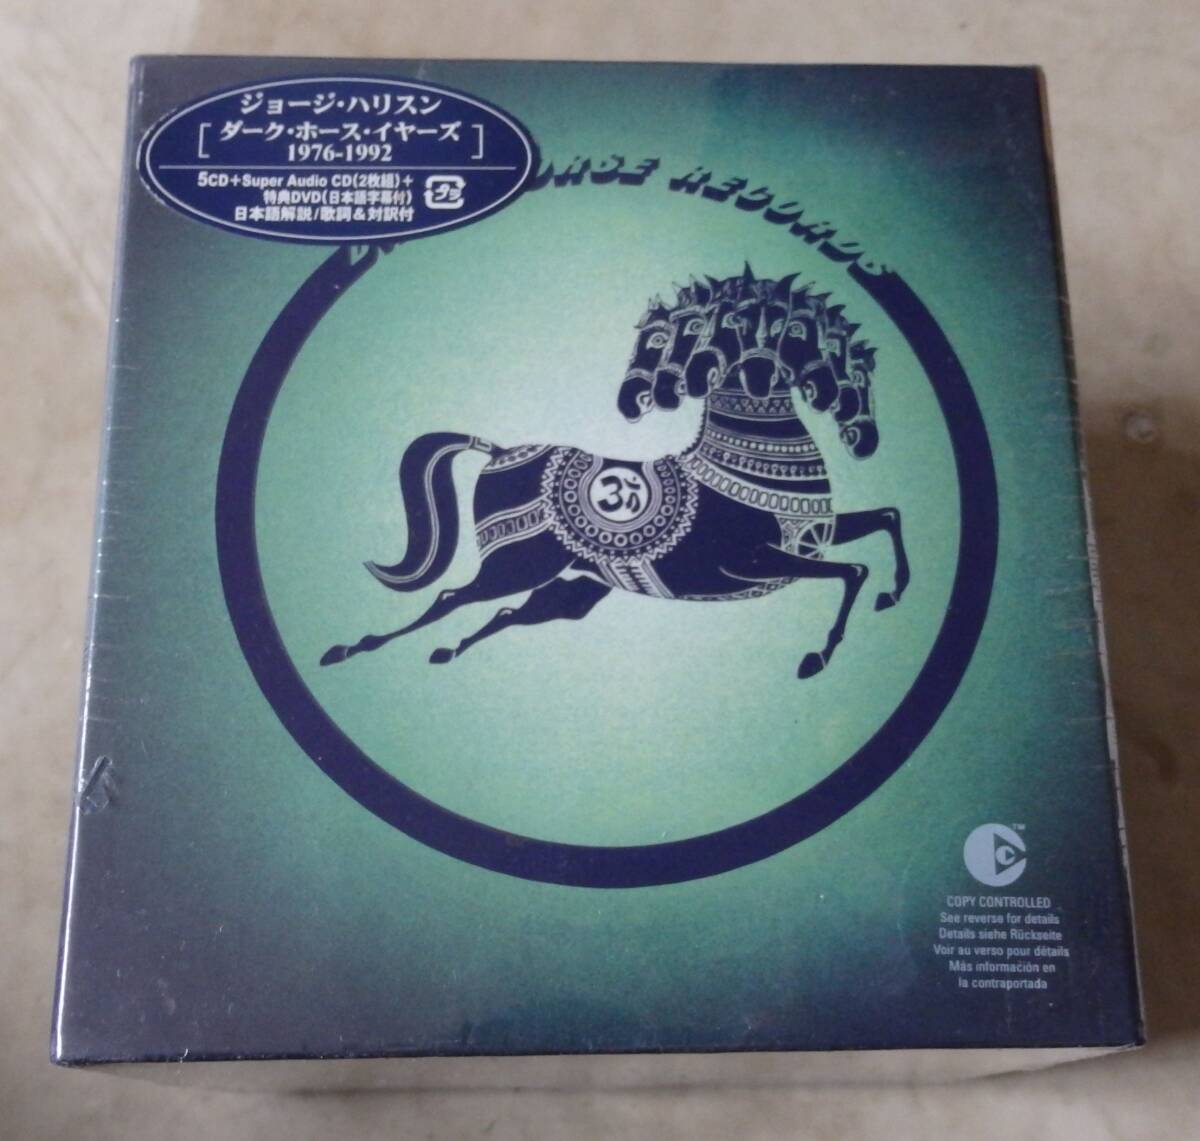 ジョージ・ハリスン
[ダーク・ホース・イヤーズ]
1976-1992
5CD+Super Audio CD(2枚組)+
特典DVD(日本語字幕付)
日本語解説/歌詞&対訳付
プラ
RECORDS
ॐ
TM
C
COPY CONTROLLED
See reverse for details
Details siehe Rückseite
Voir au verso pour détails
Más información en
la contraportada